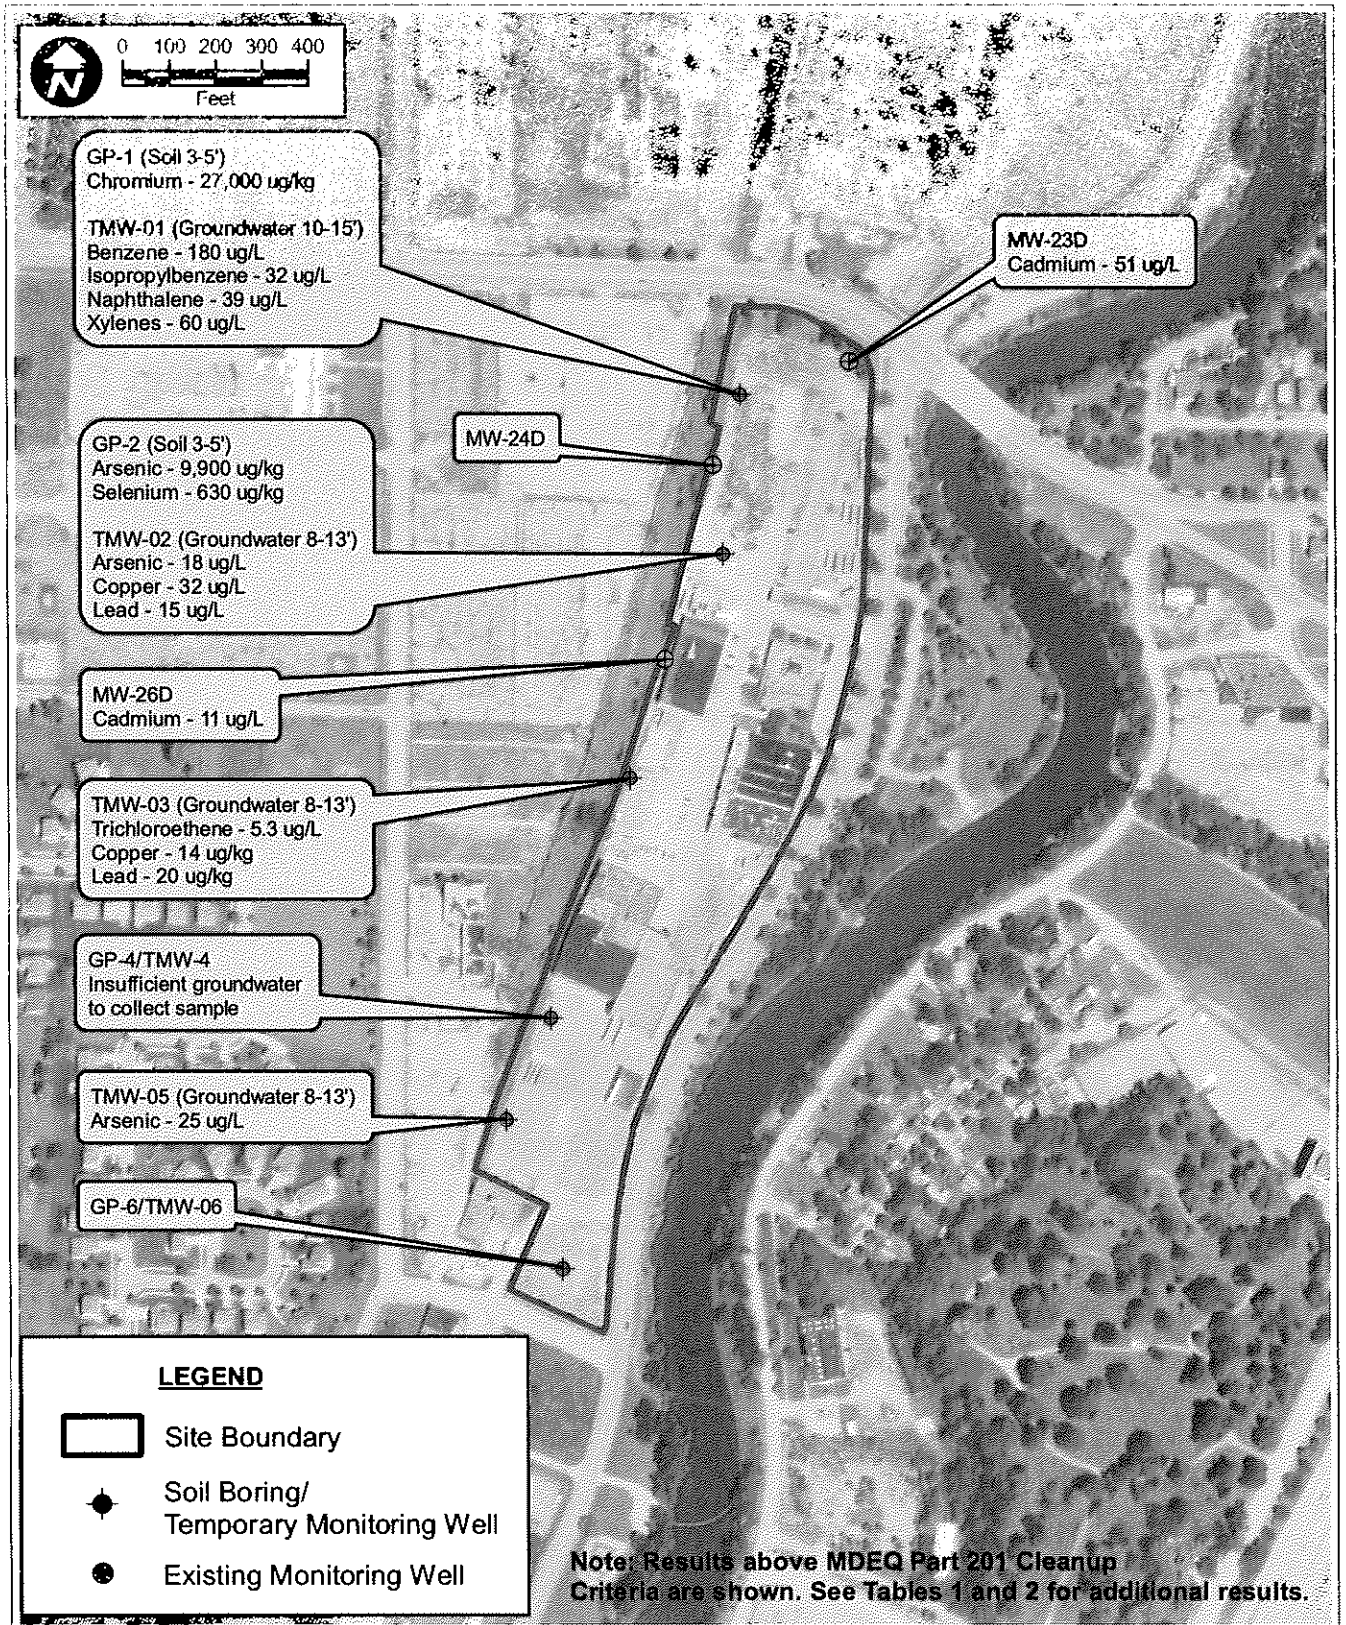 N
0 100 200 300 400
Feet
GP-1 (Soil 3-5')
Chromium - 27,000 ug/kg
TMW-01 (Groundwater 10-15')
Benzene - 180 ug/L
Isopropylbenzene - 32 ug/L
Naphthalene - 39 ug/L
Xylenes - 60 ug/L
MW-23D
Cadmium - 51 ug/L
MW-24D
GP-2 (Soil 3-5')
Arsenic - 9,900 ug/kg
Selenium - 630 ug/kg
TMW-02 (Groundwater 8-13')
Arsenic - 18 ug/L
Copper - 32 ug/L
Lead - 15 ug/L
MW-26D
Cadmium - 11 ug/L
TMW-03 (Groundwater 8-13')
Trichloroethene - 5.3 ug/L
Copper - 14 ug/kg
Lead - 20 ug/kg
GP-4/TMW-4
Insufficient groundwater
to collect sample
TMW-05 (Groundwater 8-13')
Arsenic - 25 ug/L
GP-6/TMW-06
LEGEND
Site Boundary
Soil Boring/
Temporary Monitoring Well
Existing Monitoring Well
Note: Results above MDEQ Part 201 Cleanup
Criteria are shown. See Tables 1 and 2 for additional results.